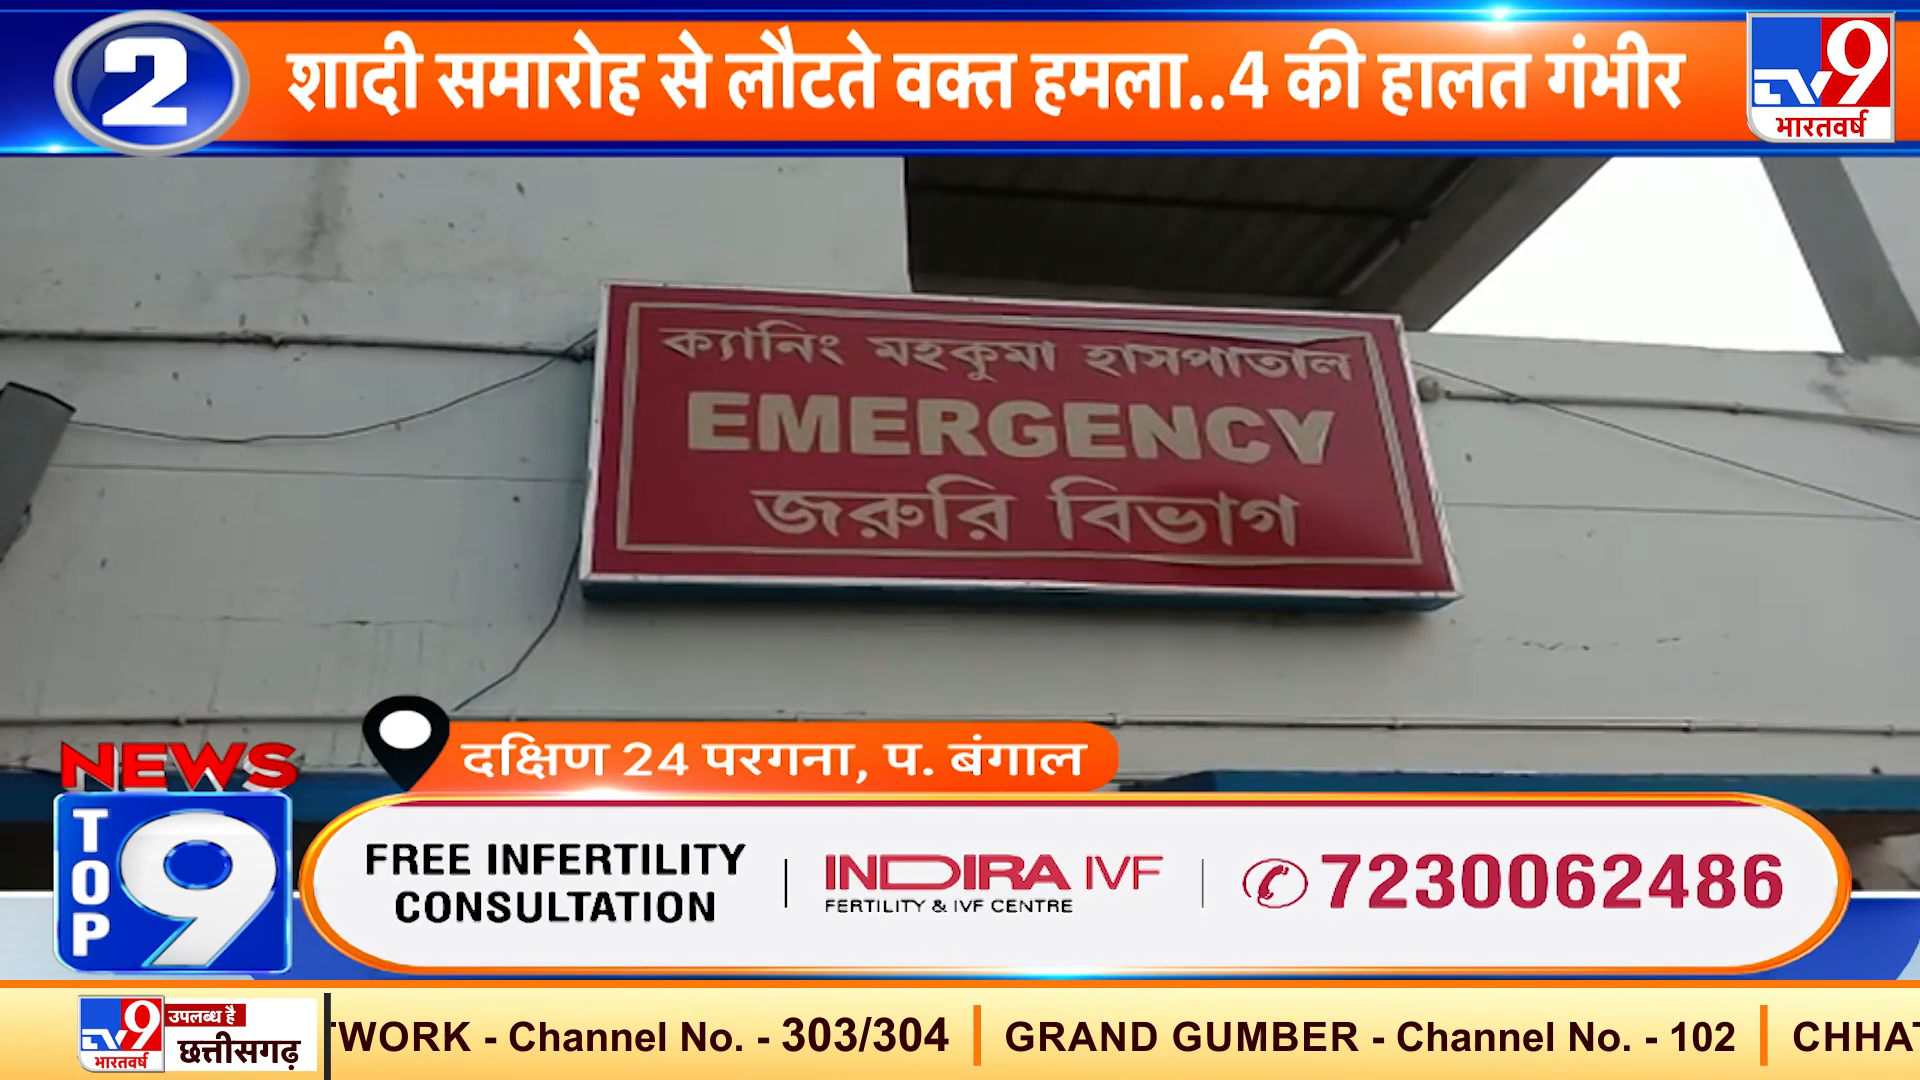 2
शादी समारोह से लौटते वक्त हमला..4 की हालत गंभीर
TV9
भारतवर्ष
ক্যানিং মহকুমা হাসপাতাল
EMERGENCY
জরুরি বিভাগ
दक्षिण 24 परगना, प. बंगाल
NEWS
TOP
9
FREE INFERTILITY
CONSULTATION
INDIRA IVF
FERTILITY & IVF CENTRE
7230062486
TV9
भारतवर्ष
उपलब्ध है
छत्तीसगढ़
TWORK - Channel No. - 303/304 | GRAND GUMBER - Channel No. - 102 | CHHAT